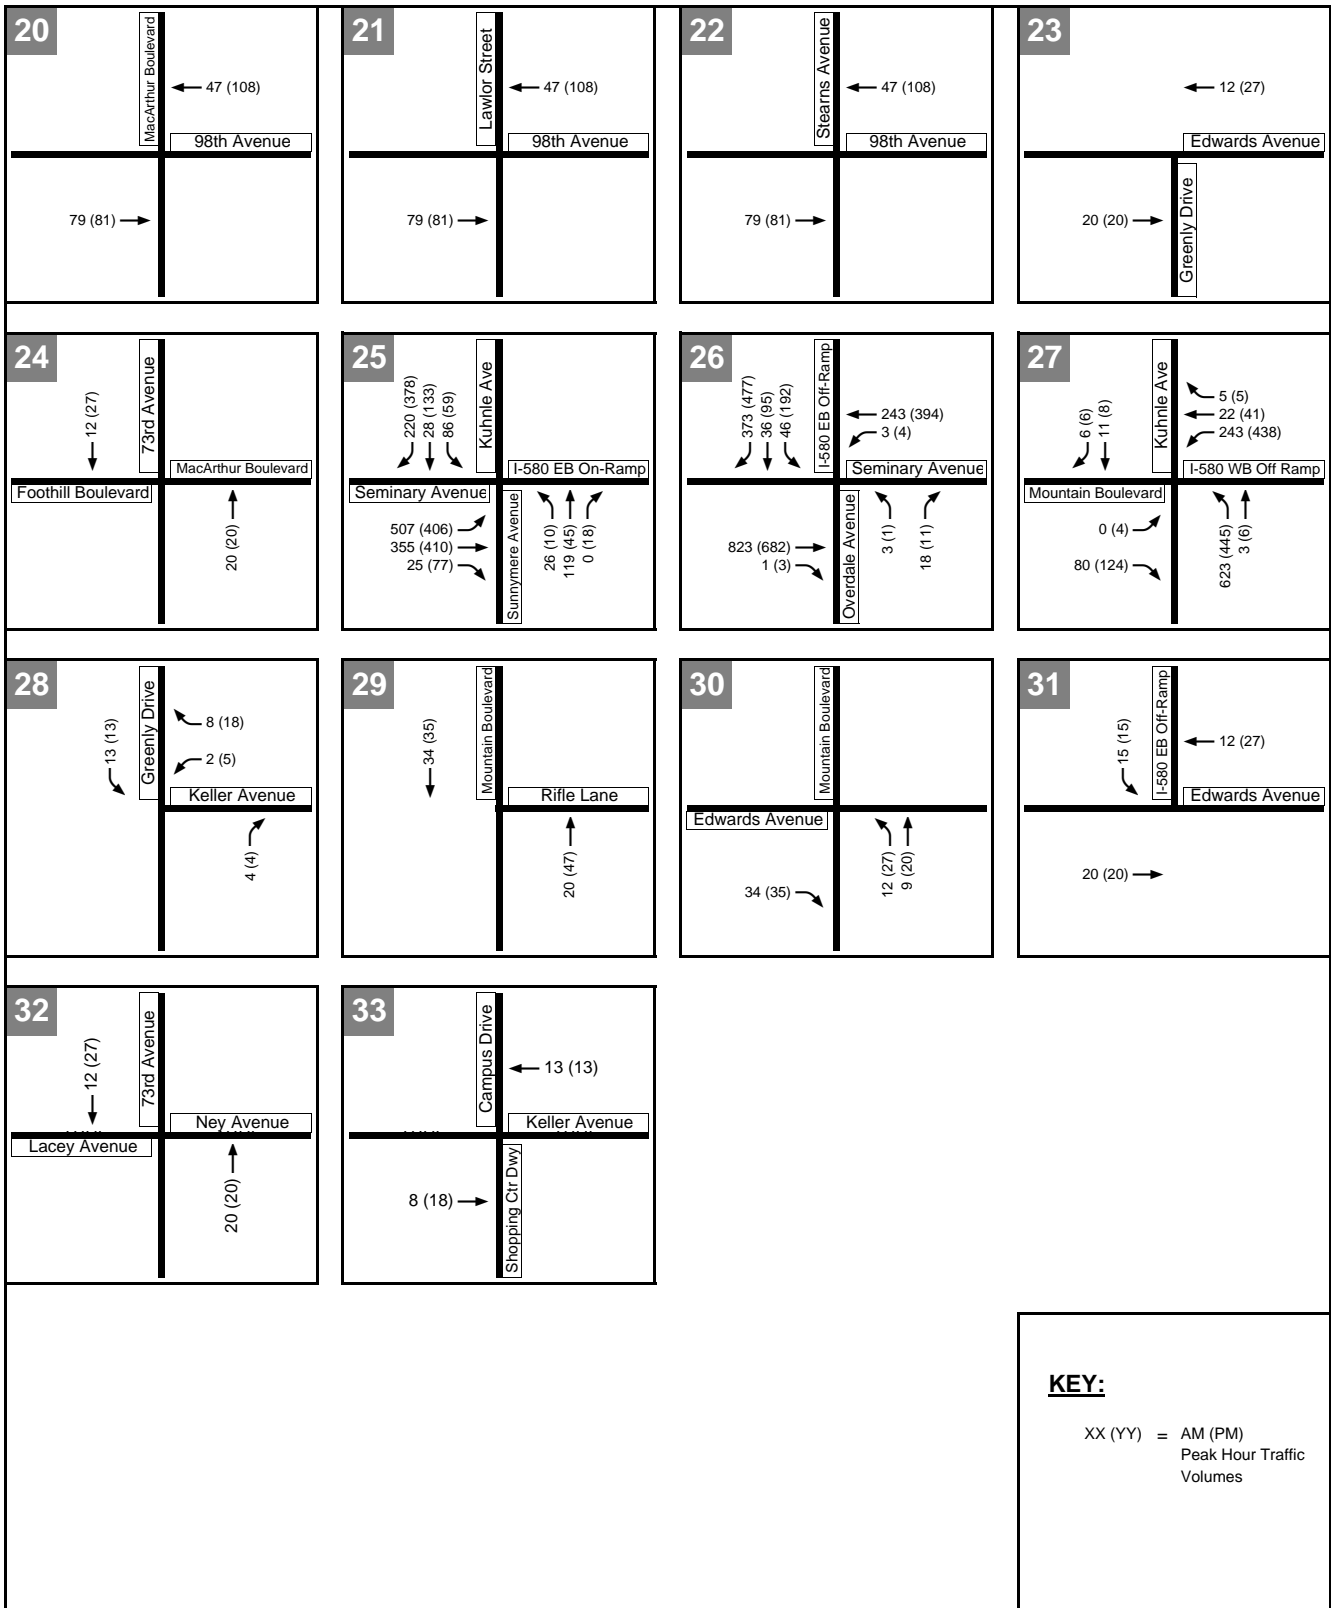 20
MacArthur Boulevard
47 (108)
98th Avenue
79 (81)
21
Lawlor Street
47 (108)
98th Avenue
79 (81)
22
Stearns Avenue
47 (108)
98th Avenue
79 (81)
23
12 (27)
Edwards Avenue
20 (20)
Greenly Drive
24
12 (27)
73rd Avenue
MacArthur Boulevard
Foothill Boulevard
20 (20)
25
220 (378)
28 (133)
86 (59)
Kuhnle Ave
I-580 EB On-Ramp
Seminary Avenue
507 (406)
355 (410)
25 (77)
Sunnymere Avenue
26 (10)
119 (45)
0 (18)
26
373 (477)
36 (95)
46 (192)
I-580 EB Off-Ramp
243 (394)
3 (4)
Seminary Avenue
823 (682)
1 (3)
Overdale Avenue
3 (1)
18 (11)
27
6 (6)
11 (8)
Kuhnle Ave
5 (5)
22 (41)
243 (438)
I-580 WB Off Ramp
Mountain Boulevard
0 (4)
80 (124)
623 (445)
3 (6)
28
13 (13)
Greenly Drive
8 (18)
2 (5)
Keller Avenue
4 (4)
29
34 (35)
Mountain Boulevard
Rifle Lane
20 (47)
30
Mountain Boulevard
Edwards Avenue
34 (35)
12 (27)
9 (20)
31
15 (15)
I-580 EB Off-Ramp
12 (27)
Edwards Avenue
20 (20)
32
12 (27)
73rd Avenue
Ney Avenue
Lacey Avenue
20 (20)
33
Campus Drive
13 (13)
Keller Avenue
8 (18)
Shopping Ctr Dwy
KEY:
XX (YY) = AM (PM)
Peak Hour Traffic
Volumes